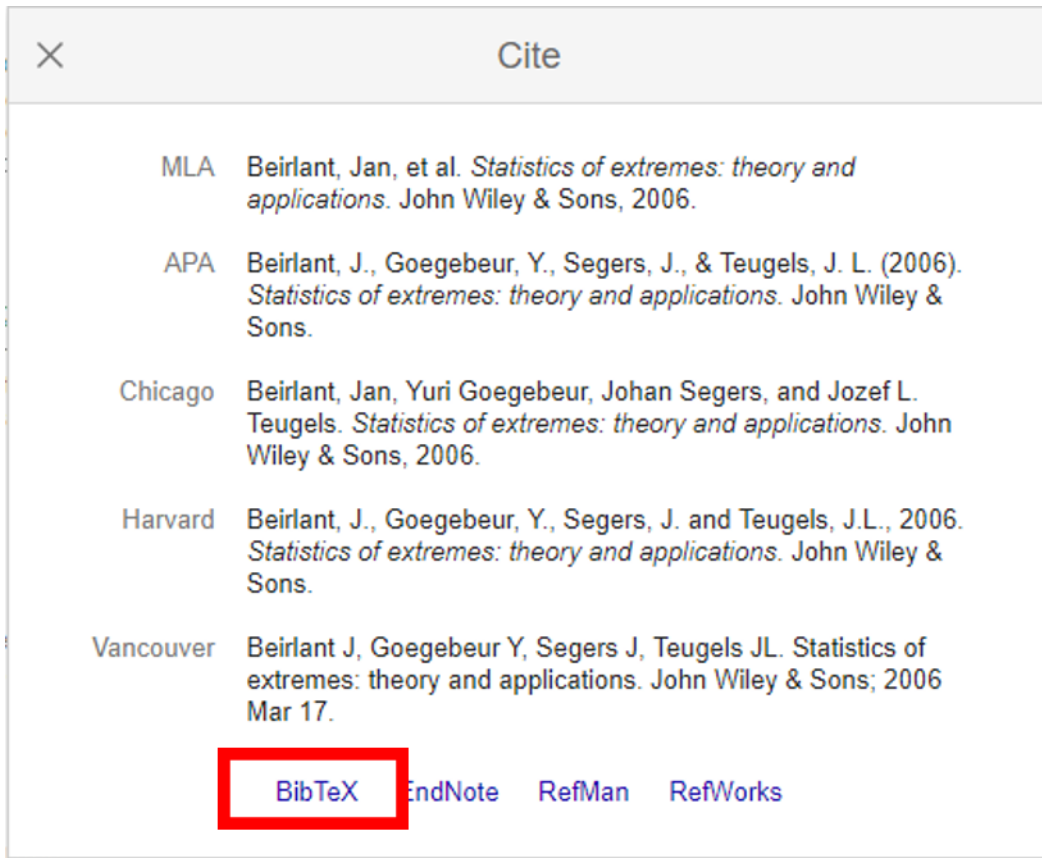 Cite
MLA Beirlant, Jan, et al. Statistics of extremes: theory and
applications. John Wiley & Sons, 2006.
APA Beirlant, J., Goegebeur, Y., Segers, J., & Teugels, J. L. (2006).
Statistics of extremes: theory and applications. John Wiley &
Sons.
Chicago Beirlant, Jan, Yuri Goegebeur, Johan Segers, and Jozef L.
Teugels. Statistics of extremes: theory and applications. John
Wiley & Sons, 2006.
Harvard Beirlant, J., Goegebeur, Y., Segers, J. and Teugels, J.L., 2006.
Statistics of extremes: theory and applications. John Wiley &
Sons.
Vancouver Beirlant J, Goegebeur Y, Segers J, Teugels JL. Statistics of
extremes: theory and applications. John Wiley & Sons; 2006
Mar 17.
BibTeX EndNote RefMan RefWorks